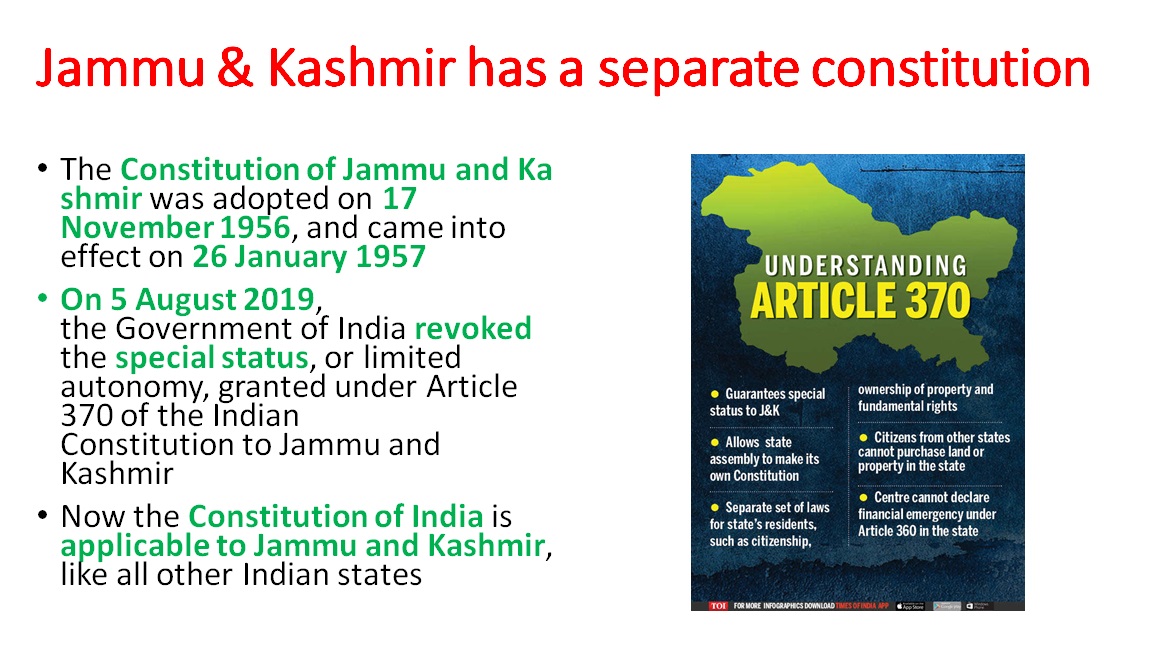 Jammu & Kashmir has a separate constitution
• The Constitution of Jammu and Ka
shmir was adopted on 17
November 1956, and came into
effect on 26 January 1957
• On 5 August 2019,
the Government of India revoked
the special status, or limited
autonomy, granted under Article
370 of the Indian
Constitution to Jammu and
Kashmir
• Now the Constitution of India is
applicable to Jammu and Kashmir,
like all other Indian states
UNDERSTANDING
ARTICLE 370
• Guarantees special
status to J&K
• Allows state
assembly to make its
own Constitution
• Separate set of laws
for state's residents,
such as citizenship,
ownership of property and
fundamental rights
• Citizens from other states
cannot purchase land or
property in the state
• Centre cannot declare
financial emergency under
Article 360 in the state
TOI FOR MORE INFOGRAPHICS DOWNLOAD TIMES OF INDIA APP
App Store